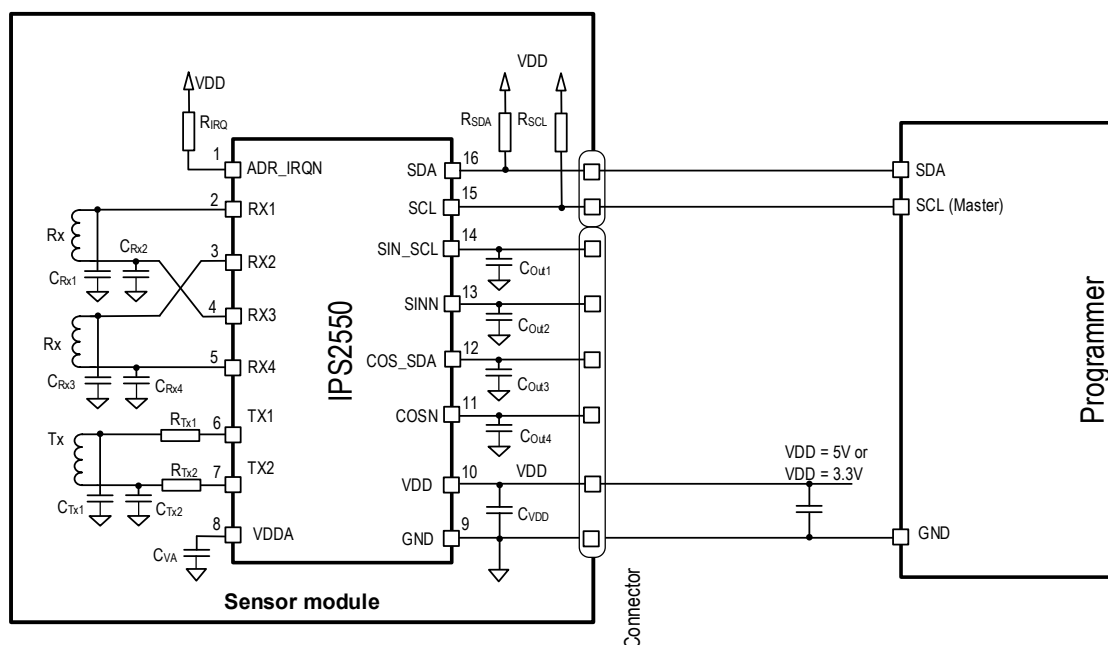 VDD
VDD
RIRQ
RSDA
RSCL
1
ADR_IRQN
16
SDA
SDA
2
RX1
15
SCL
SCL (Master)
Rx
CRx2
CRx1
3
RX2
14
SIN_SCL
COut1
4
RX3
13
SINN
COut2
Rx
CRx3
CRx4
5
RX4
12
COS_SDA
COut3
IPS2550
Programmer
TX1
11
COSN
COut4
RTx1
6
Tx
RTx2
7
TX2
CTx1
CTx2
10
VDD
VDD
VDD = 5V or
VDD = 3.3V
CVDD
8
VDDA
CVA
9
GND
GND
Sensor module
Connector